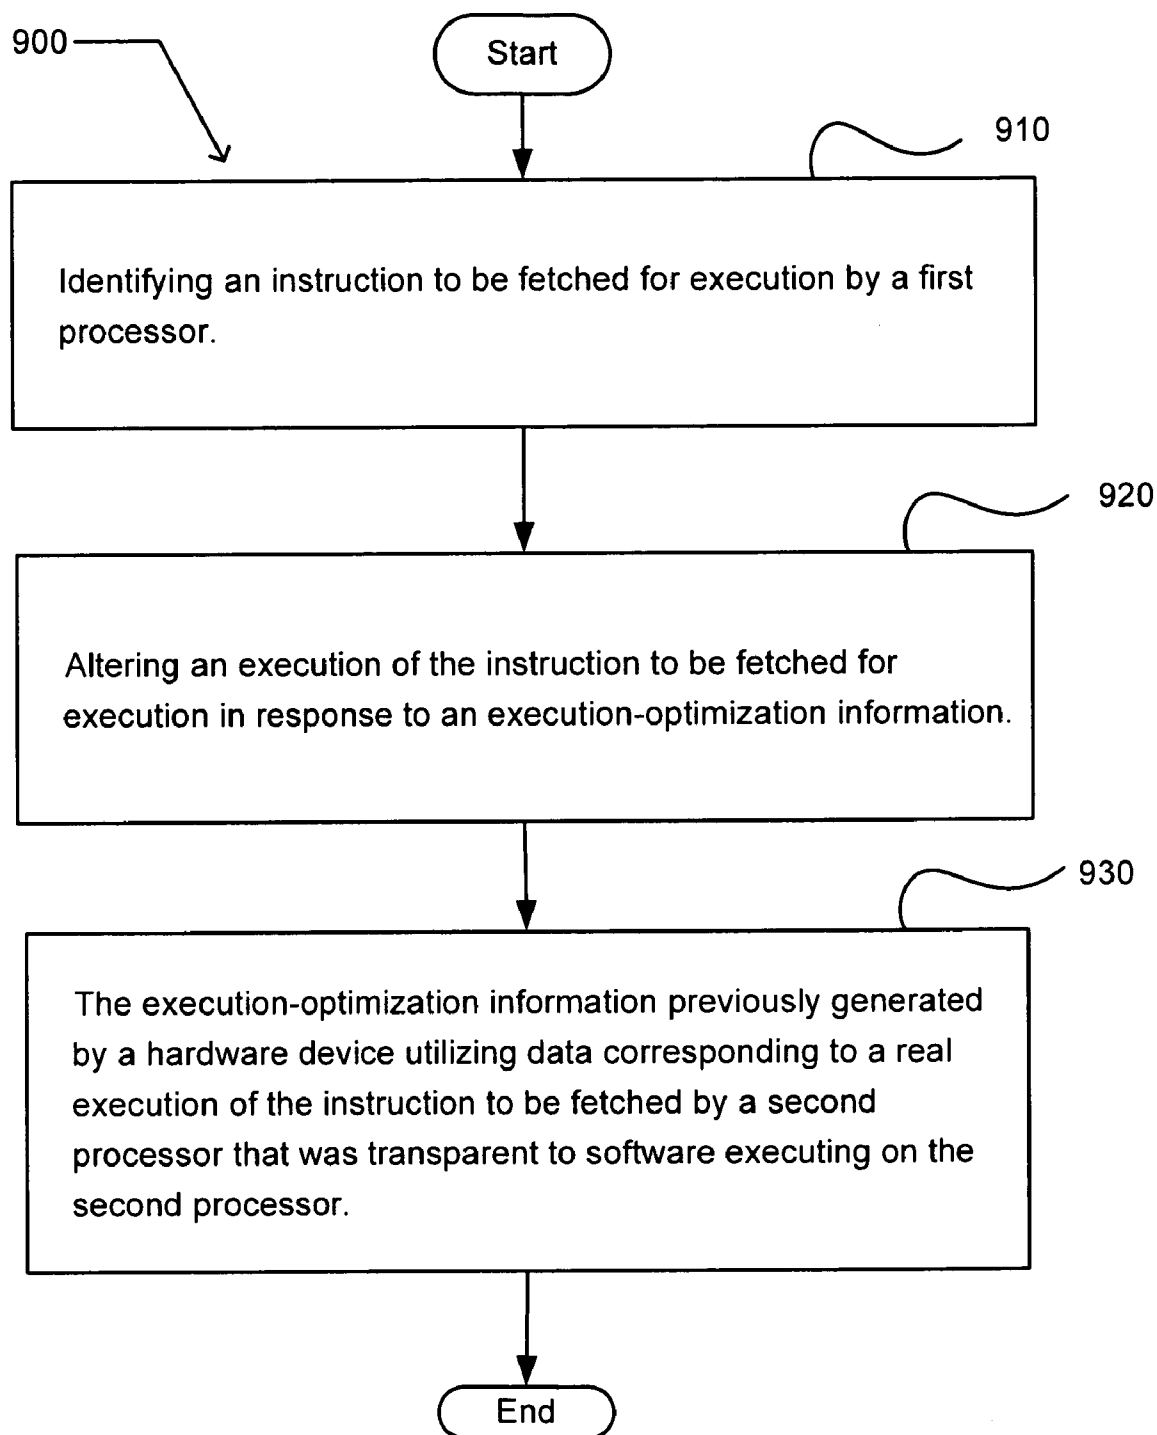 900
Start
910
Identifying an instruction to be fetched for execution by a first
processor.
920
Altering an execution of the instruction to be fetched for
execution in response to an execution-optimization information.
930
The execution-optimization information previously generated
by a hardware device utilizing data corresponding to a real
execution of the instruction to be fetched by a second
processor that was transparent to software executing on the
second processor.
End